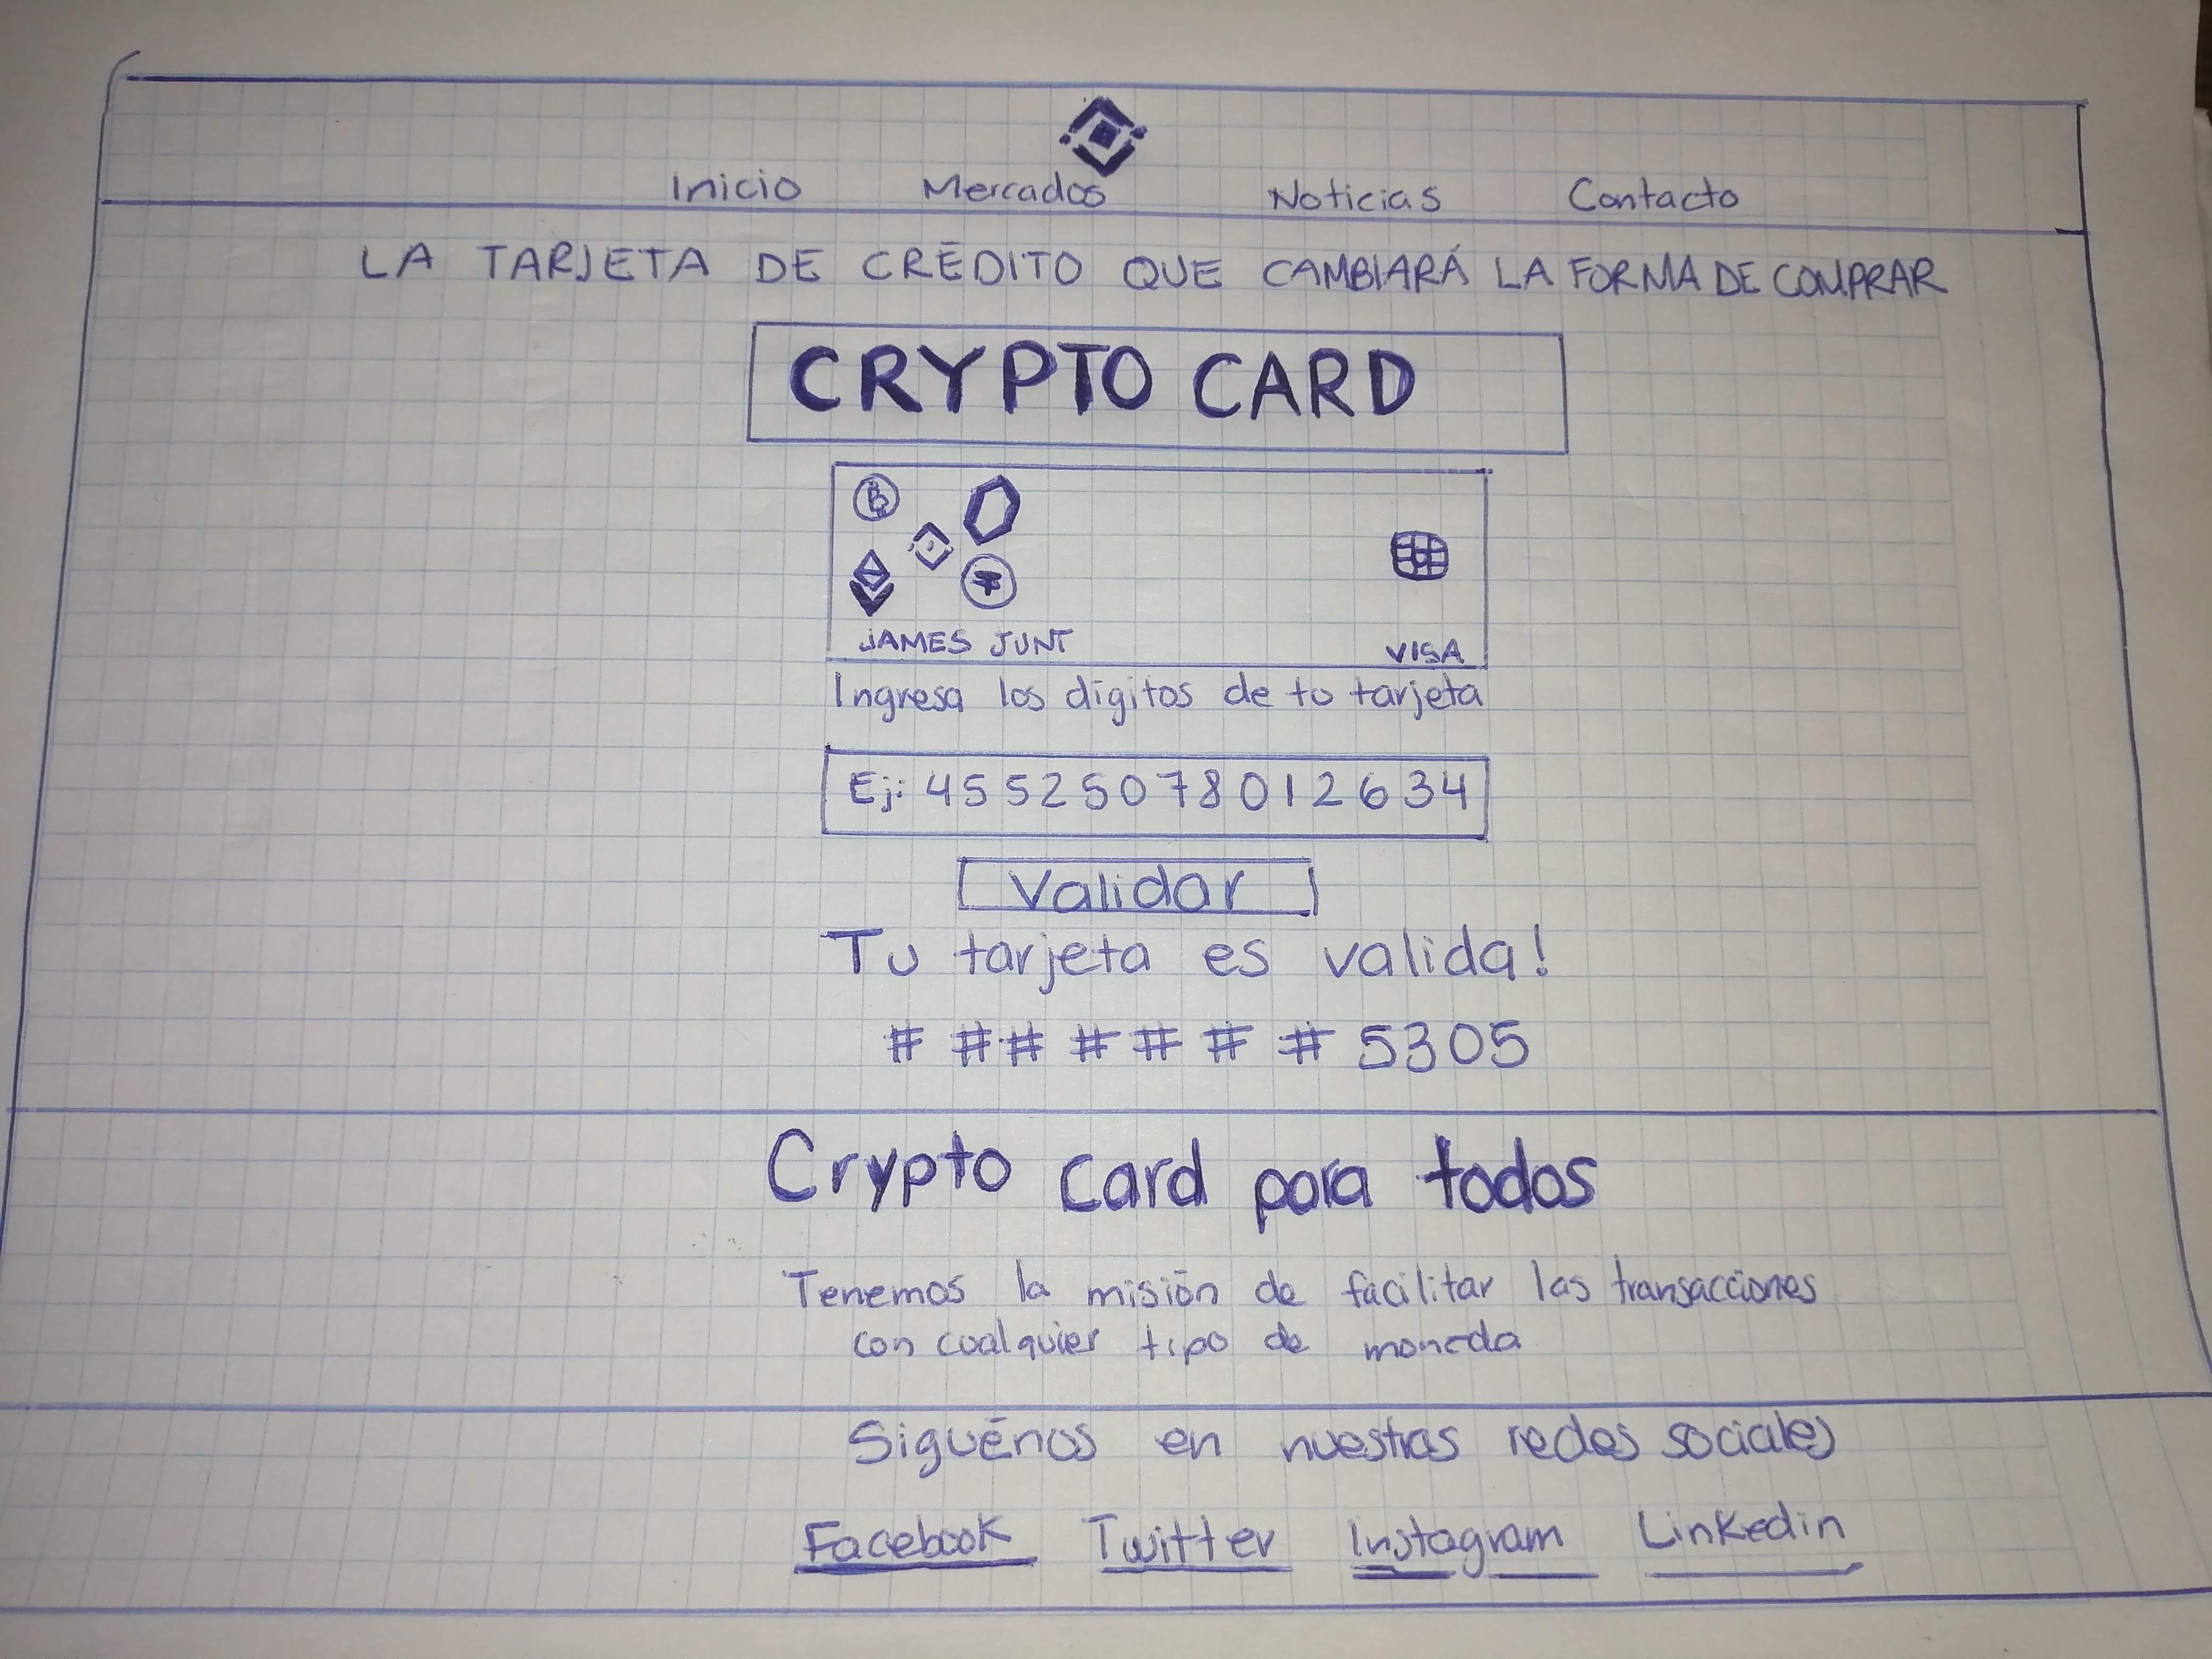 Inicio Mercados Noticias Contacto
LA TARJETA DE CRÉDITO QUE CAMBIARÁ LA FORMA DE COMPRAR
CRYPTO CARD
JAMES JUNT VISA
Ingresa los digitos de tu tarjeta
Ej: 45525078012634
Validar
Tu tarjeta es valida!
# # # # # # # 5305
Crypto Card para todos
Tenemos la misión de facilitar las transacciones
con cualquier tipo de moneda
Siguénos en nuestras redes sociales
Facebook Twitter Instagram Linkedin